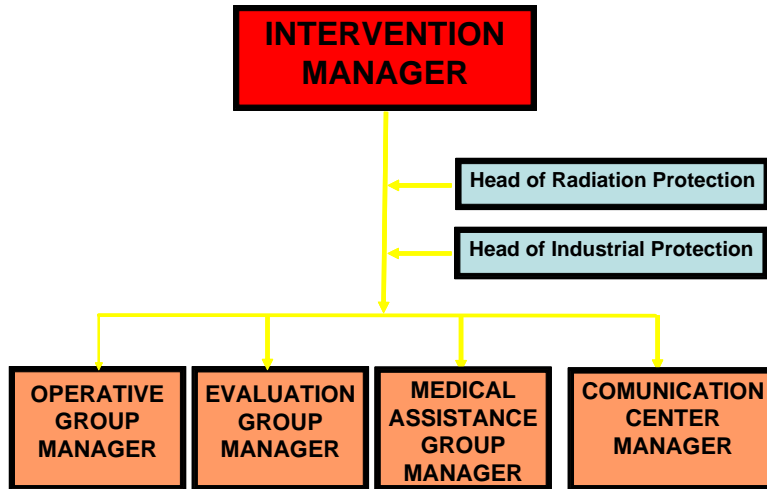 INTERVENTION
MANAGER
Head of Radiation Protection
Head of Industrial Protection
OPERATIVE
GROUP
MANAGER
EVALUATION
GROUP
MANAGER
MEDICAL
ASSISTANCE
GROUP
MANAGER
COMUNICATION
CENTER
MANAGER